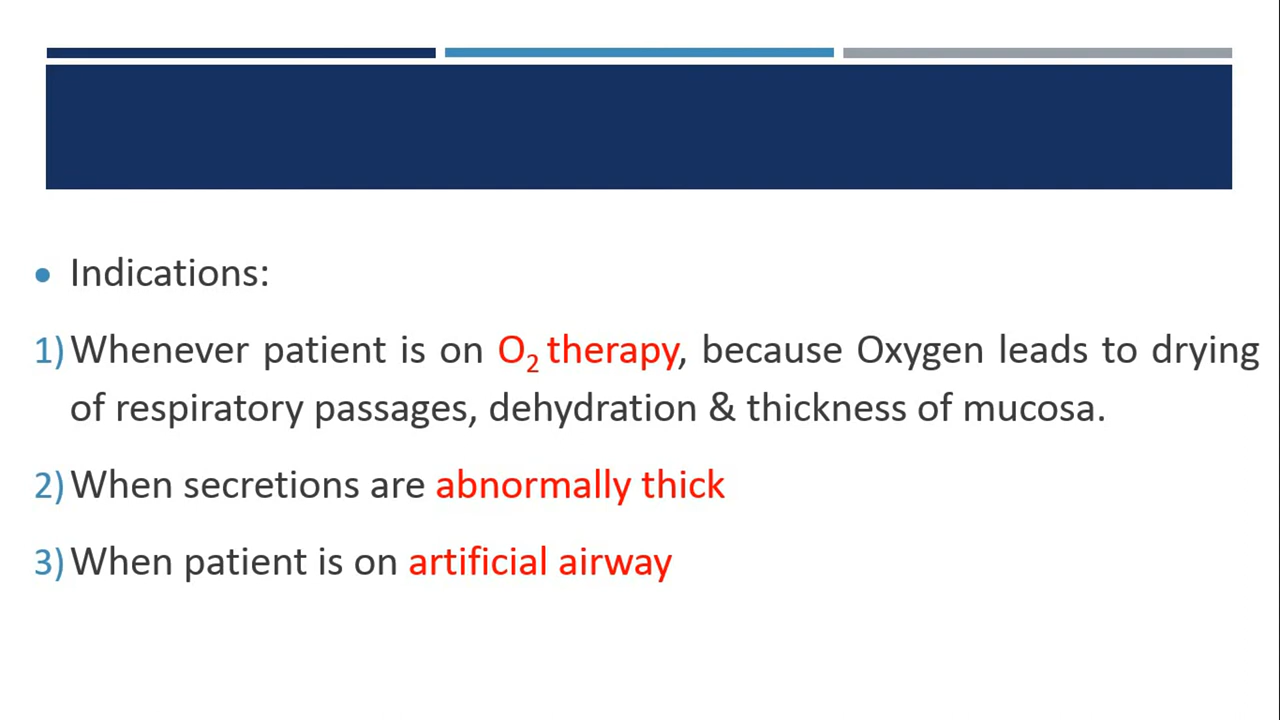 • Indications:
1) Whenever patient is on O₂ therapy, because Oxygen leads to drying
of respiratory passages, dehydration & thickness of mucosa.
2) When secretions are abnormally thick
3) When patient is on artificial airway